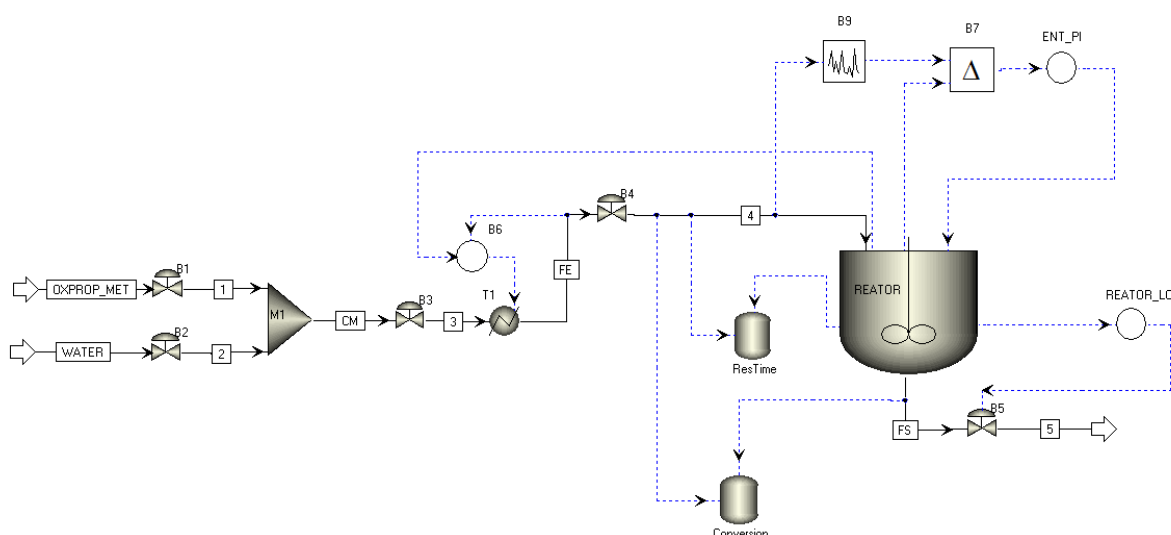 B9
B7
ENT_PI
B4
4
B6
FE
B1
OXPROP_MET
1
REATOR
T1
B3
M1
CM
3
REATOR_LC
B2
WATER
2
ResTime
B5
FS
5
Δ
Conversion